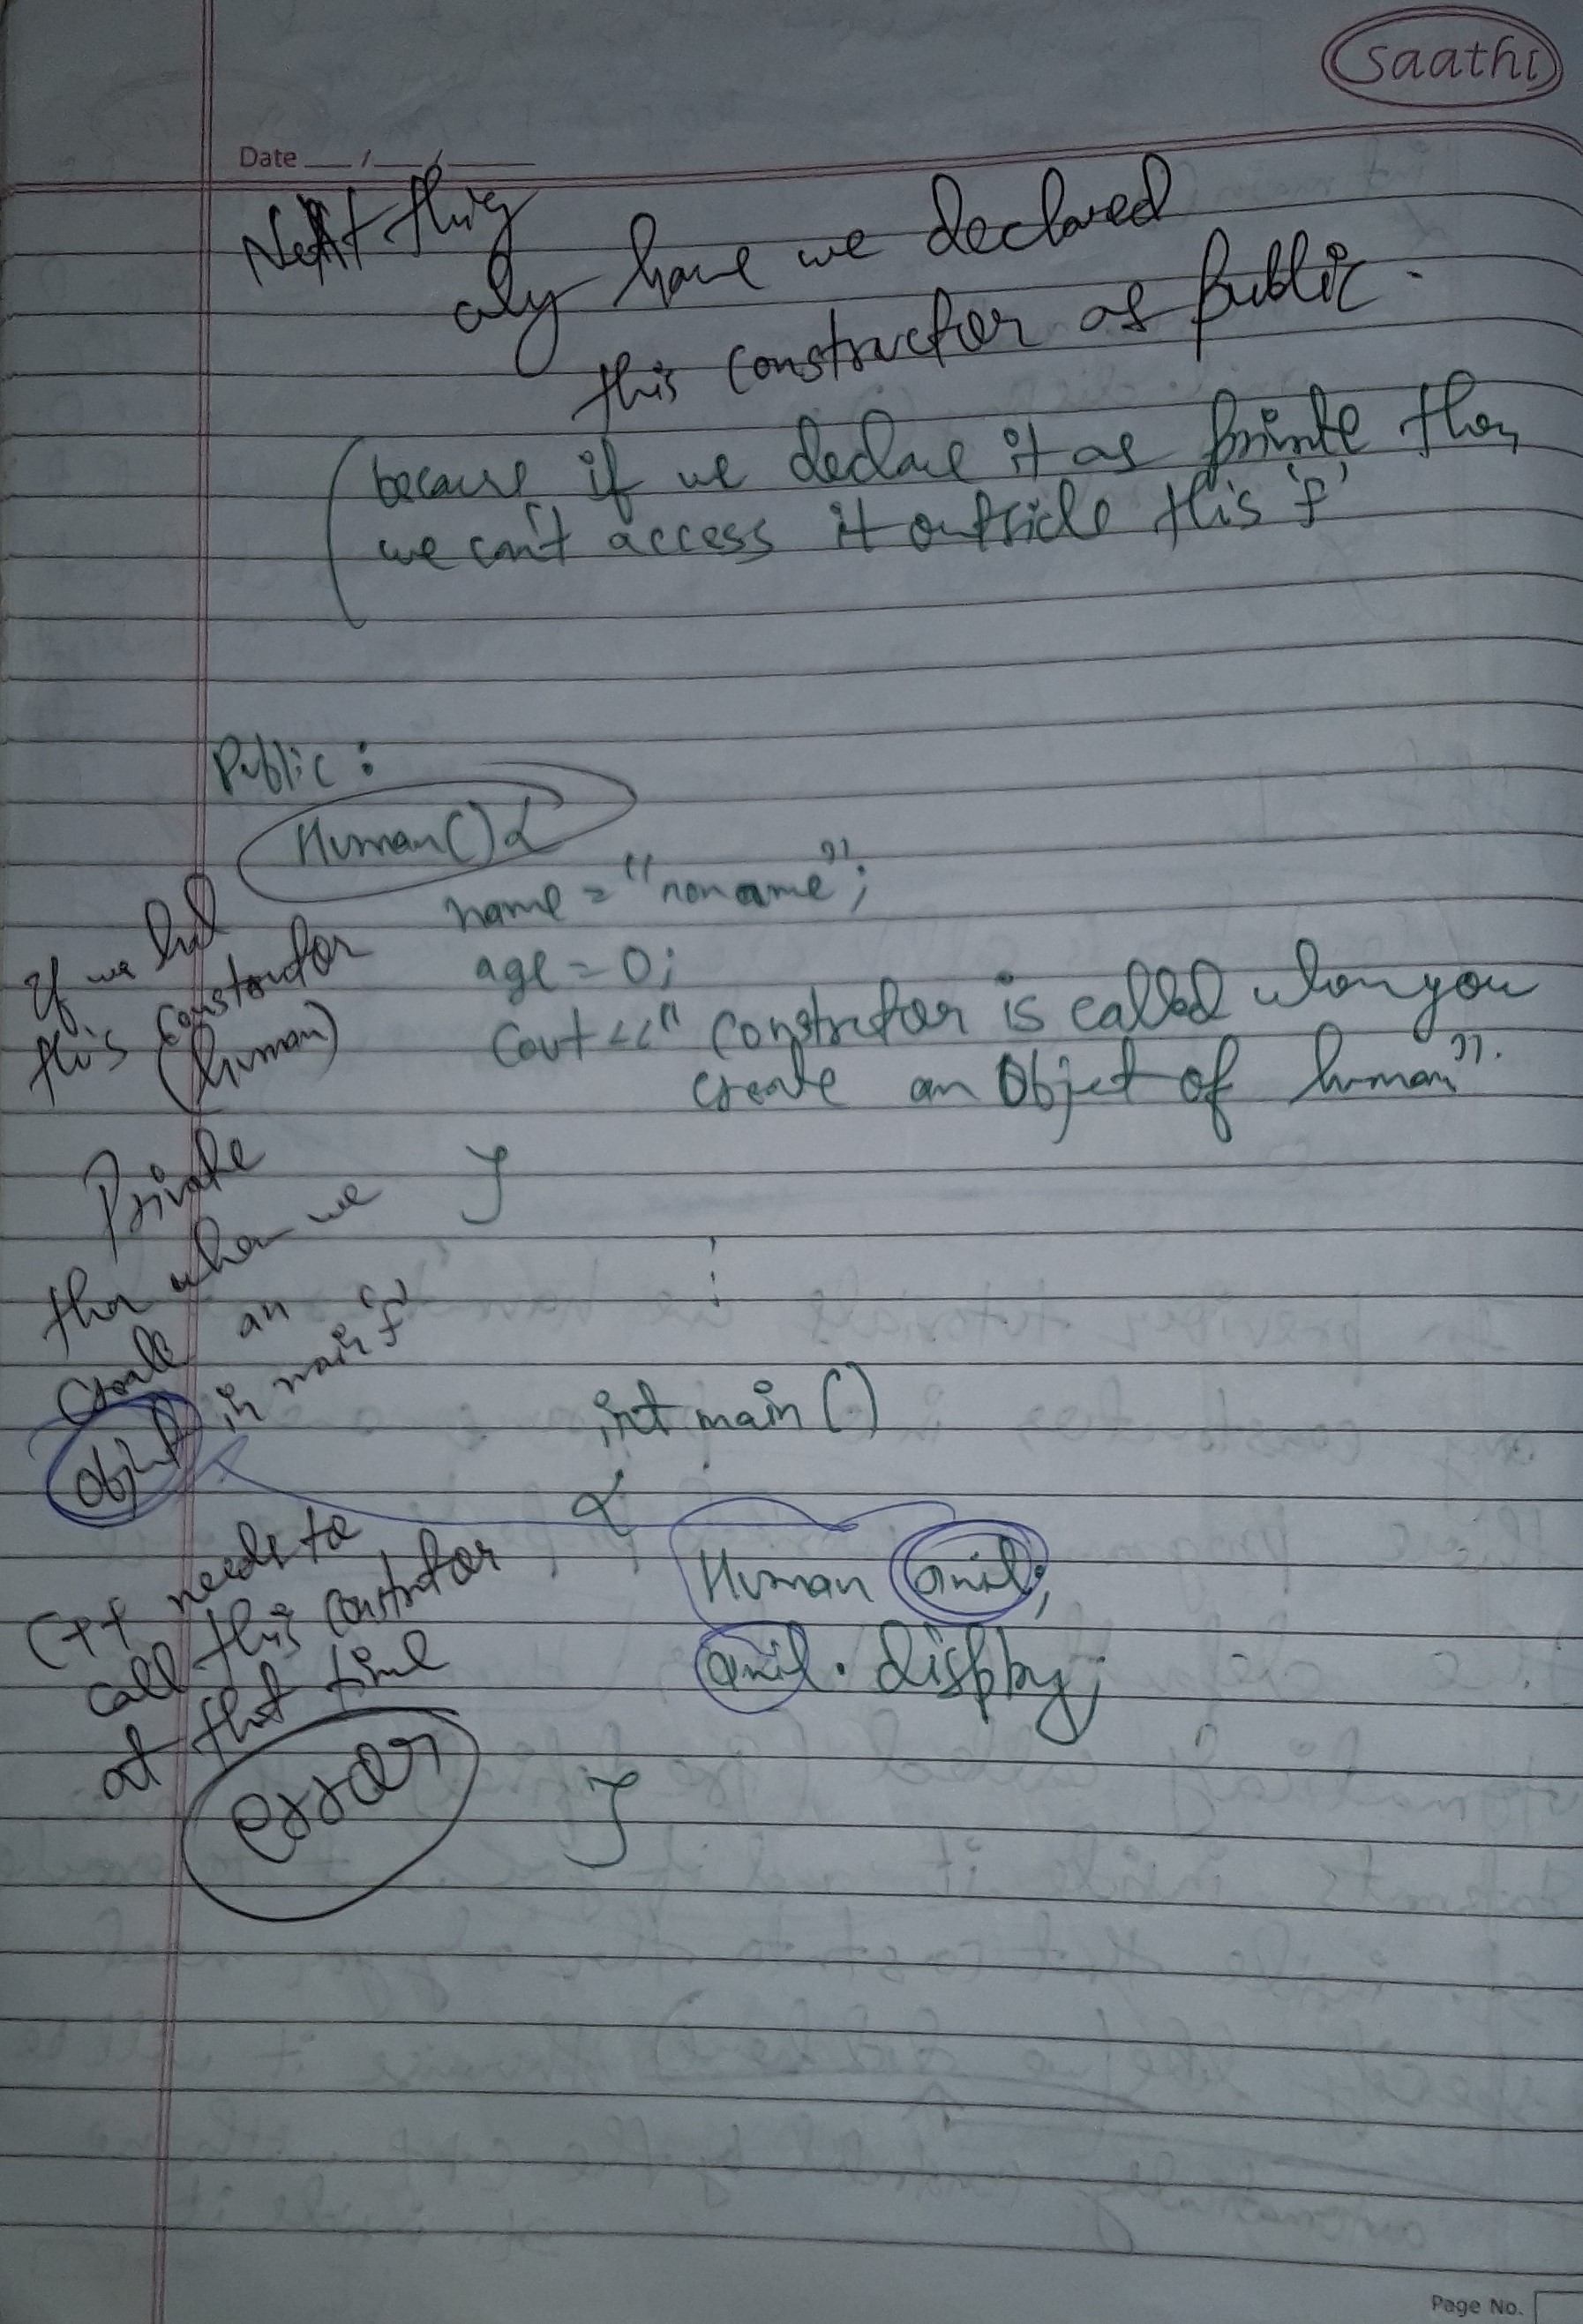 saathi
Date __/__/____
Next thig
why have we declared
this constructor as public.
(because if we declare it as private then
we can't access it outside this 'f'
Public :
Human() {
name = "noname";
age = 0;
cout << " constructor is called when you
create an Object of human".
}
If we had
this constructor
(human)
Private
then when we
create an
object in main 'f'
C++ needs to
call this constructor
at that time
error
int main()
{
Human anil;
anil. display;
}
Page No.